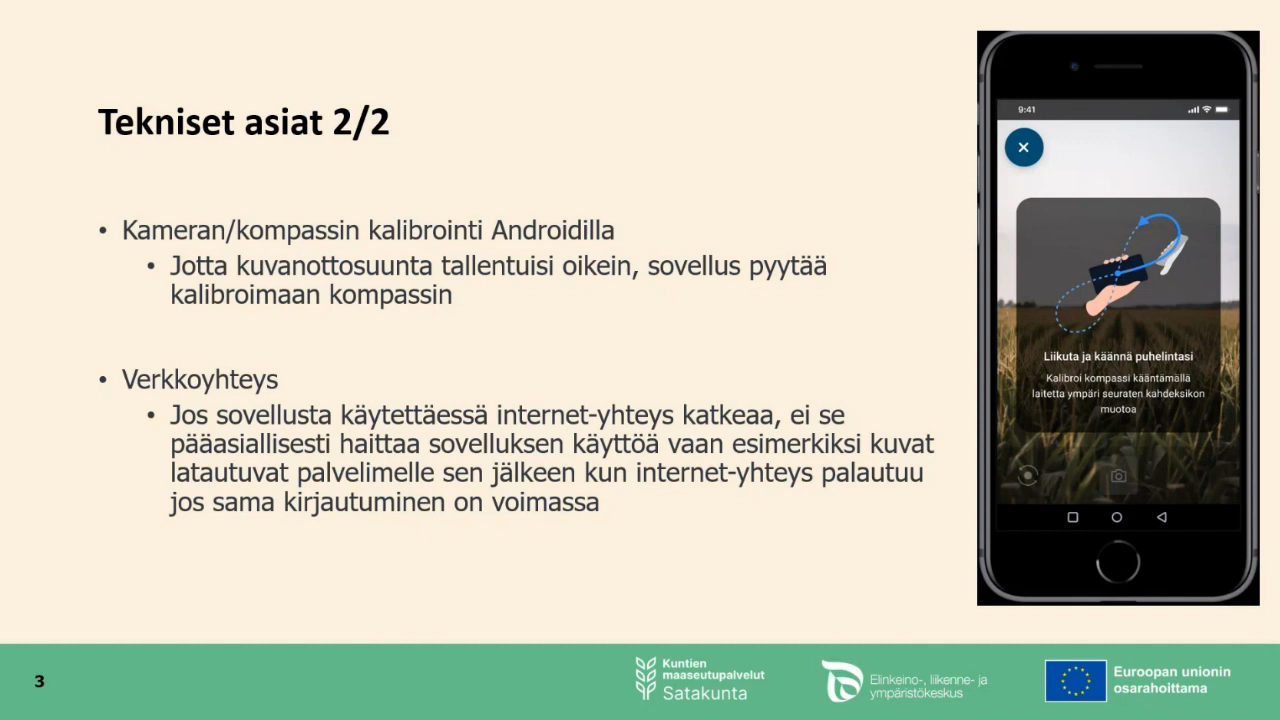 Tekniset asiat 2/2
• Kameran/kompassin kalibrointi Androidilla
• Jotta kuvanottosuunta tallentuisi oikein, sovellus pyytää
kalibroimaan kompassin
• Verkkoyhteys
• Jos sovellusta käytettäessä internet-yhteys katkeaa, ei se
pääasiallisesti haittaa sovelluksen käyttöä vaan esimerkiksi kuvat
latautuvat palvelimelle sen jälkeen kun internet-yhteys palautuu
jos sama kirjautuminen on voimassa
9:41
Liikuta ja käännä puhelintasi
Kalibroi kompassi kääntämällä
laitetta ympäri seuraten kahdeksikon
muotoa
3
Kuntien
maaseutupalvelut
Satakunta
Elinkeino-, liikenne- ja
ympäristökeskus
Euroopan unionin
osarahoittama